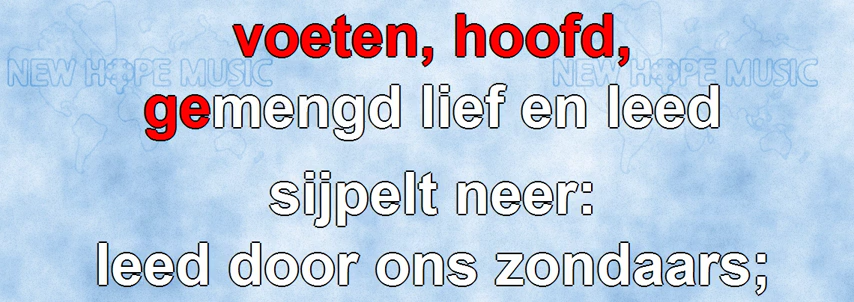 voeten, hoofd,
NEW HOPE MUSIC NEW HOPE MUSIC
gemengd lief en leed
sijpelt neer:
leed door ons zondaars;